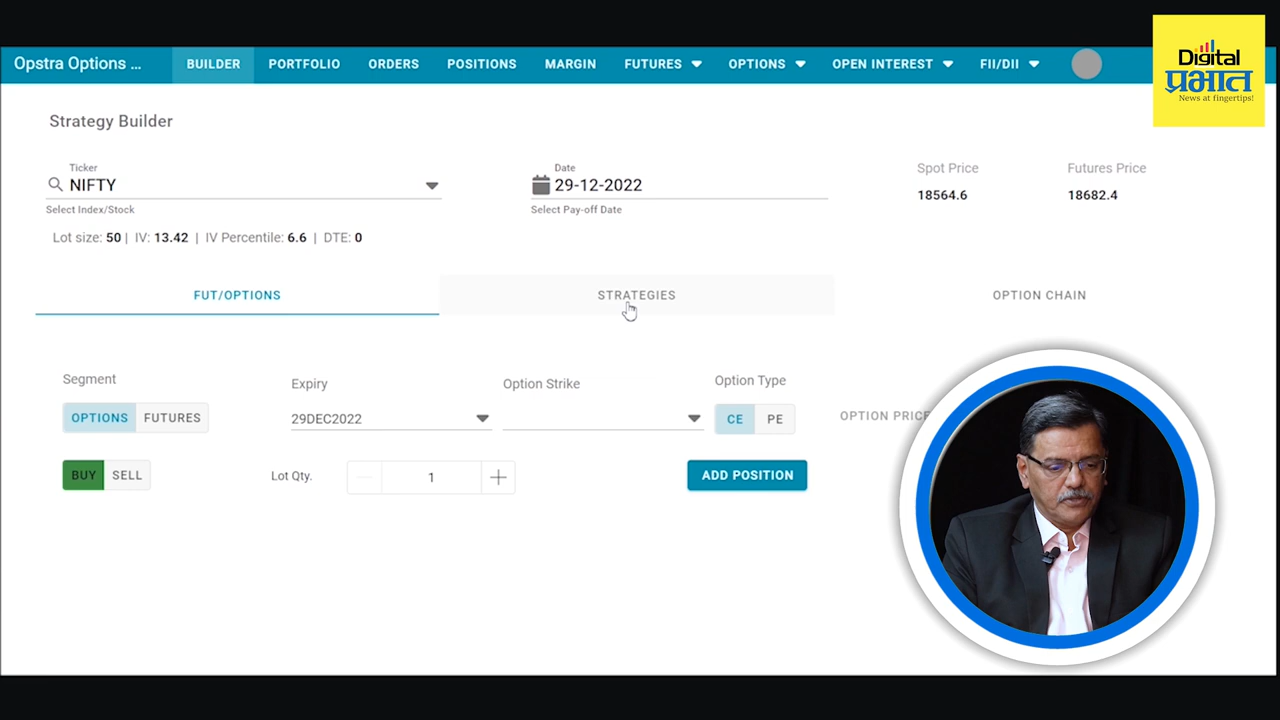 Opstra Options ... BUILDER PORTFOLIO ORDERS POSITIONS MARGIN FUTURES OPTIONS OPEN INTEREST FII/DII
Digital
प्रभात
News at fingertips!
Strategy Builder
Ticker
NIFTY
Select Index/Stock
Date
29-12-2022
Select Pay-off Date
Spot Price
18564.6
Futures Price
18682.4
Lot size: 50 | IV: 13.42 | IV Percentile: 6.6 | DTE: 0
FUT/OPTIONS STRATEGIES OPTION CHAIN
Segment
OPTIONS FUTURES
Expiry
29DEC2022
Option Strike
Option Type
CE PE
OPTION PRICE
BUY SELL
Lot Qty. 1
ADD POSITION